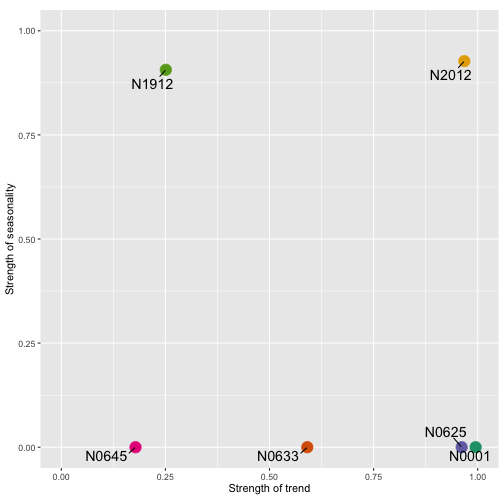 1.00
0.75
0.50
0.25
0.00
Strength of seasonality
N1912
N2012
N0625
N0645
N0633
N0001
0.00
0.25
0.50
0.75
1.00
Strength of trend